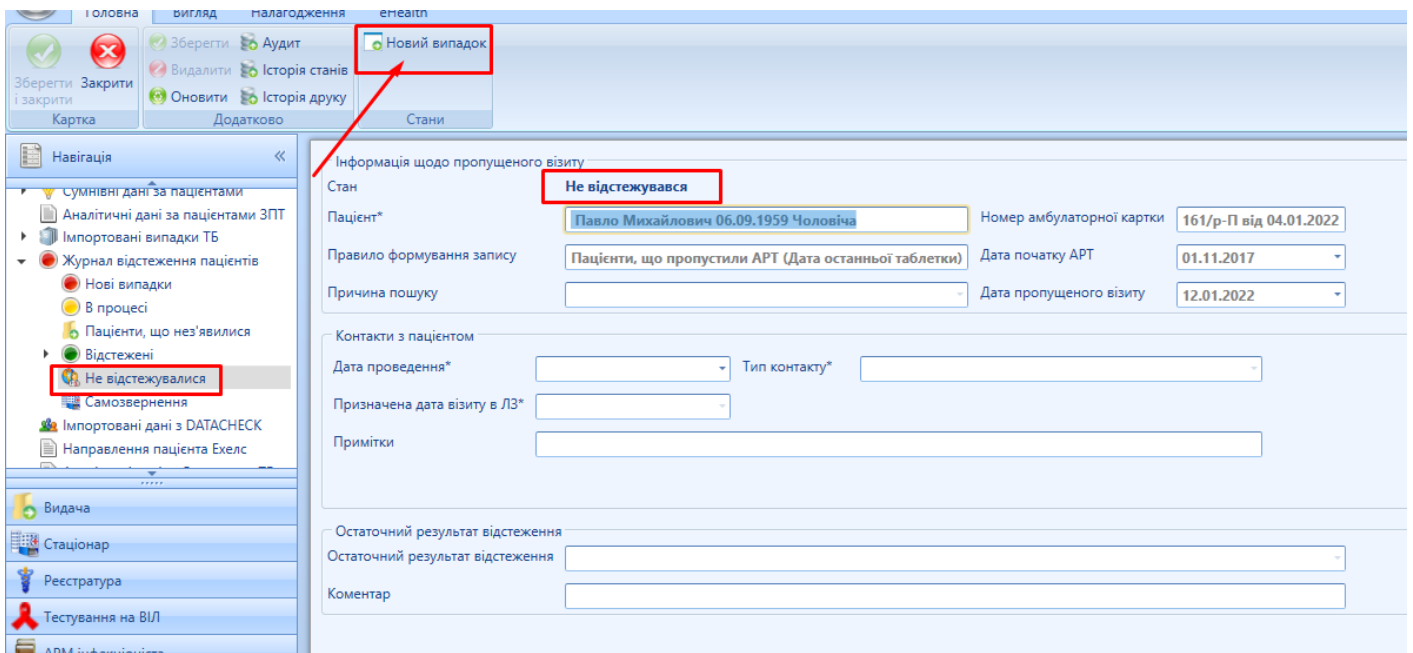 Головна Вигляд Налагодження eHealth
Зберегти і закрити
Закрити
Картка
Зберегти Аудит
Видалити Історія станів
Оновити Історія друку
Додатково
Новий випадок
Стани
Навігація
Сумнівні дані за пацієнтами
Аналітичні дані за пацієнтами ЗПТ
Імпортовані випадки ТБ
Журнал відстеження пацієнтів
Нові випадки
В процесі
Пацієнти, що нез'явилися
Відстежені
Не відстежувалися
Самозвернення
Імпортовані дані з DATACHECK
Направлення пацієнта Ехелс
Видача
Стаціонар
Реєстратура
Тестування на ВІЛ
АРМ інфекціоніста
Інформація щодо пропущеного візиту
Стан Не відстежувався
Пацієнт* Павло Михайлович 06.09.1959 Чоловіча Номер амбулаторної картки 161/р-П від 04.01.2022
Правило формування запису Пацієнти, що пропустили АРТ (Дата останньої таблетки) Дата початку АРТ 01.11.2017
Причина пошуку Дата пропущеного візиту 12.01.2022
Контакти з пацієнтом
Дата проведення* Тип контакту*
Призначена дата візиту в ЛЗ*
Примітки
Остаточний результат відстеження
Остаточний результат відстеження
Коментар